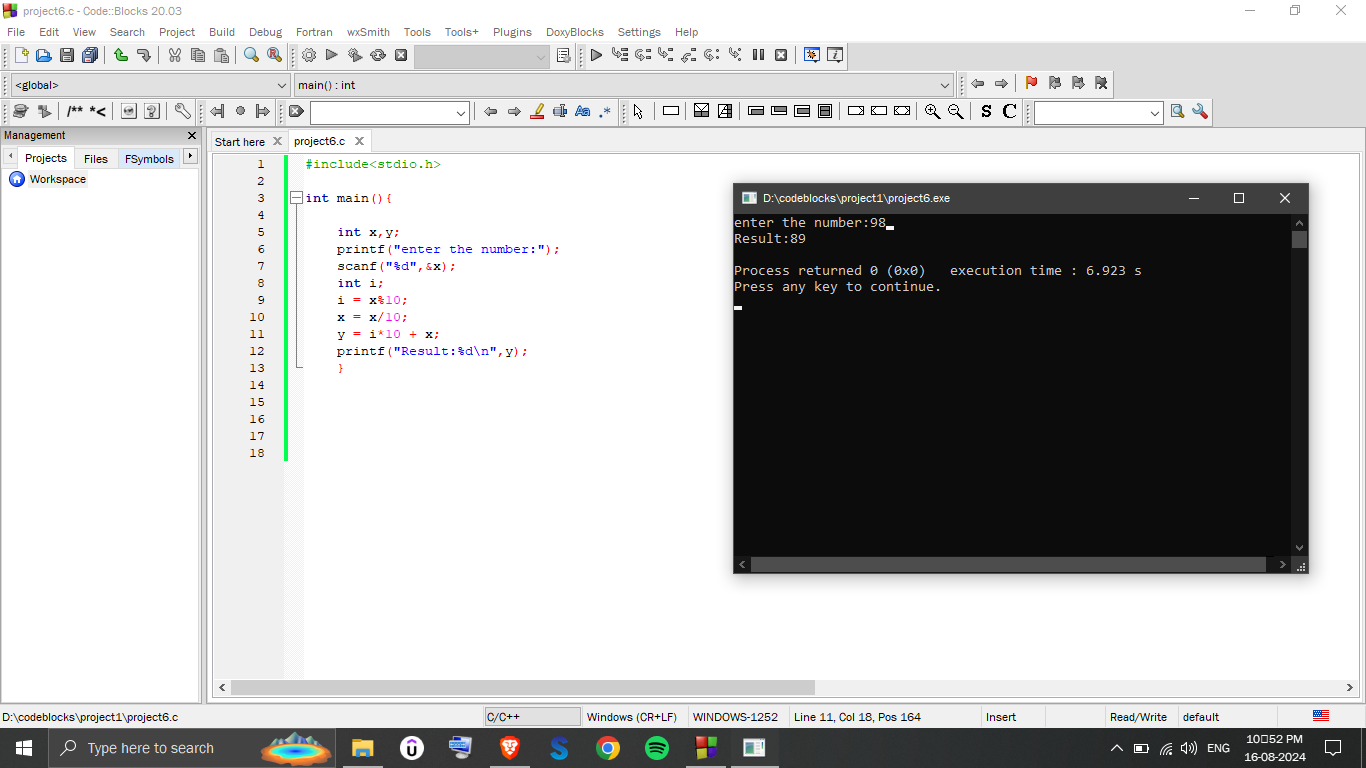 project6.c - Code::Blocks 20.03
File Edit View Search Project Build Debug Fortran wxSmith Tools Tools+ Plugins DoxyBlocks Settings Help
<global> main() : int
/** *< Aa .* S C
Management
Projects Files FSymbols
Workspace
Start here project6.c
1 #include<stdio.h>
2
3 int main(){
4
5 int x,y;
6 printf("enter the number:");
7 scanf("%d",&x);
8 int i;
9 i = x%10;
10 x = x/10;
11 y = i*10 + x;
12 printf("Result:%d\n",y);
13 }
14
15
16
17
18
D:\codeblocks\project1\project6.exe
enter the number:98
Result:89
Process returned 0 (0x0)   execution time : 6.923 s
Press any key to continue.
D:\codeblocks\project1\project6.c C/C++ Windows (CR+LF) WINDOWS-1252 Line 11, Col 18, Pos 164 Insert Read/Write default
Type here to search
ENG
10▯52 PM
16-08-2024